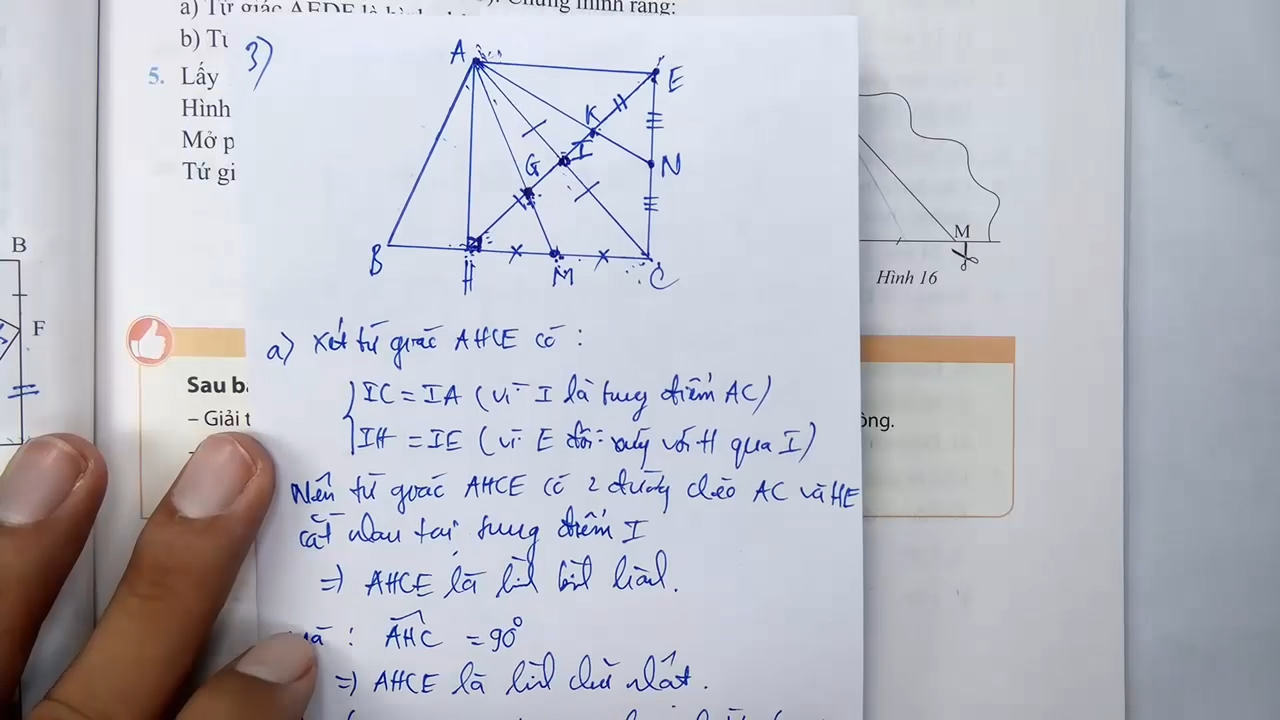 a) Tứ giác AEDF là hình
b) Tứ
5. Lấy
Hình
Mở p
Tứ gi
3)
A
E
K
I
G
N
B
H
M
C
B
F
M
Hình 16
Sau b
– Giải t
ông.
a) Xét tứ giác AHCE có :
IC = IA (vì I là trung điểm AC)
IH = IE (vì E đối xứng với H qua I)
Nên tứ giác AHCE có 2 đường chéo AC và HE
cắt nhau tại trung điểm I
=> AHCE là hình bình hành.
mà : AHC = 90°
=> AHCE là hình chữ nhật.